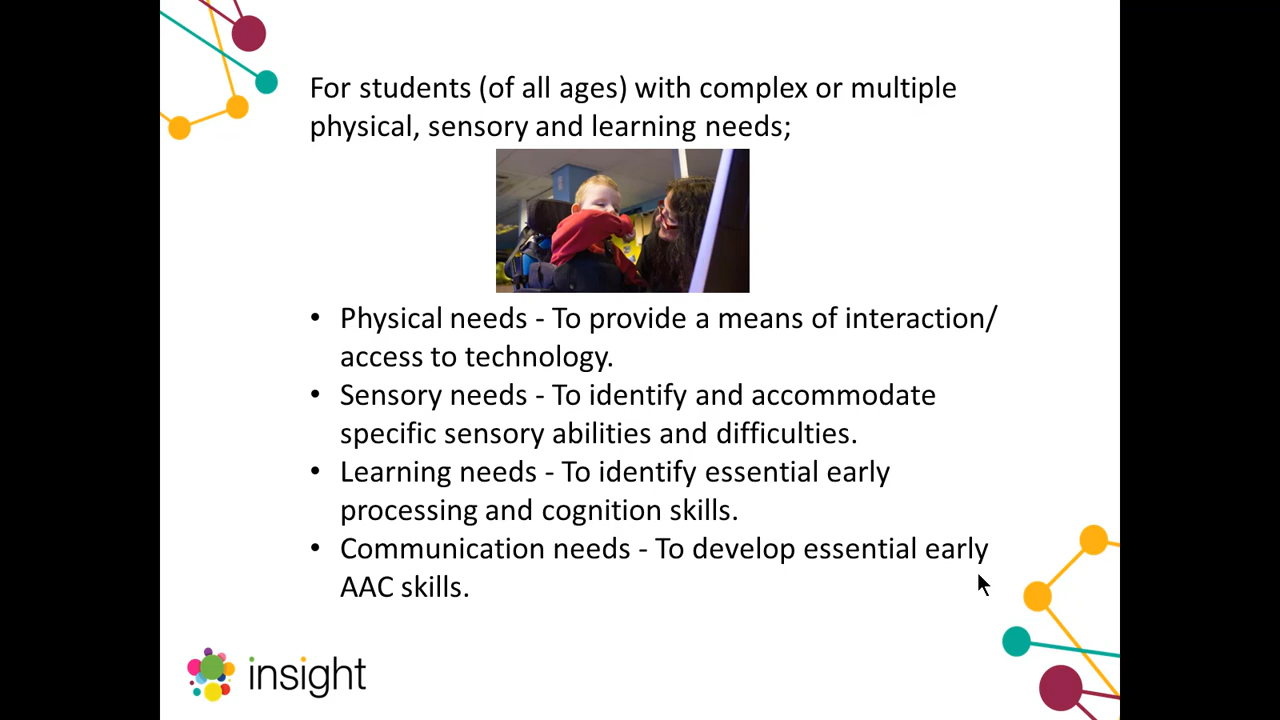 For students (of all ages) with complex or multiple
physical, sensory and learning needs;
• Physical needs - To provide a means of interaction/
access to technology.
• Sensory needs - To identify and accommodate
specific sensory abilities and difficulties.
• Learning needs - To identify essential early
processing and cognition skills.
• Communication needs - To develop essential early
AAC skills.
insight